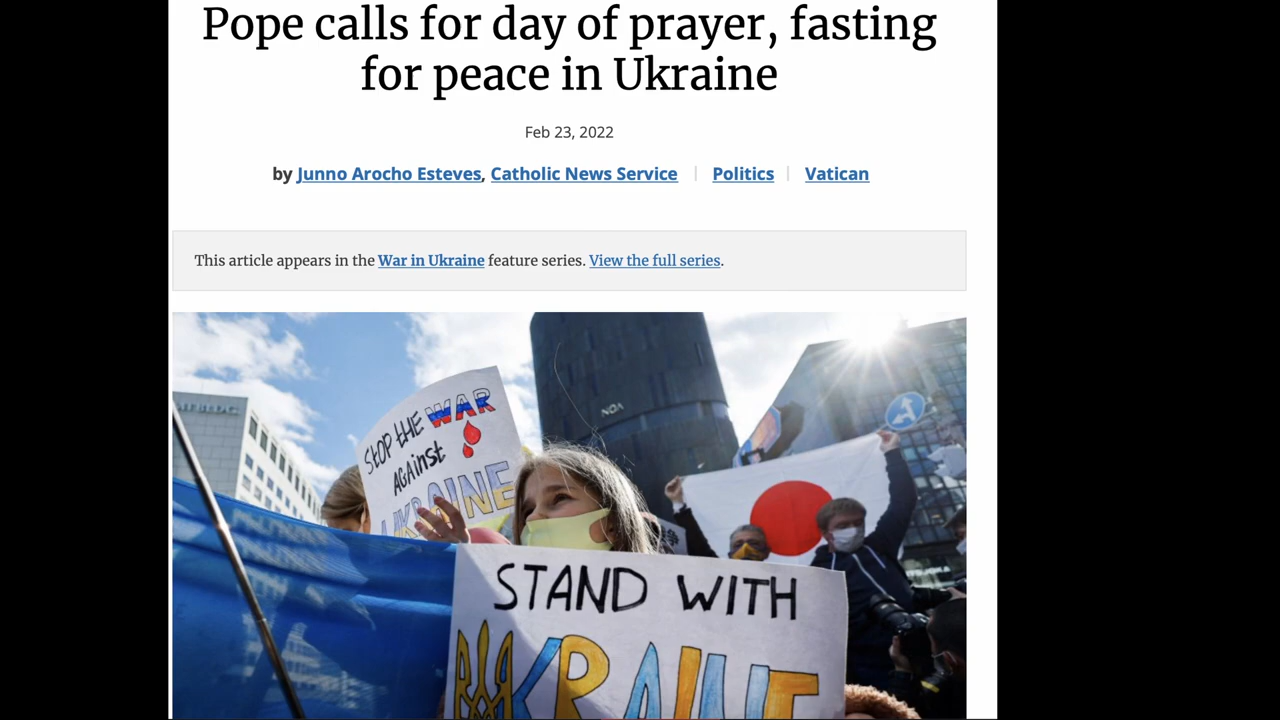 Pope calls for day of prayer, fasting
for peace in Ukraine
Feb 23, 2022
by Junno Arocho Esteves, Catholic News Service | Politics | Vatican
This article appears in the War in Ukraine feature series. View the full series.
STOP THE WAR
AGAINST
UKRAINE
NOA
STAND WITH
UKRAINE